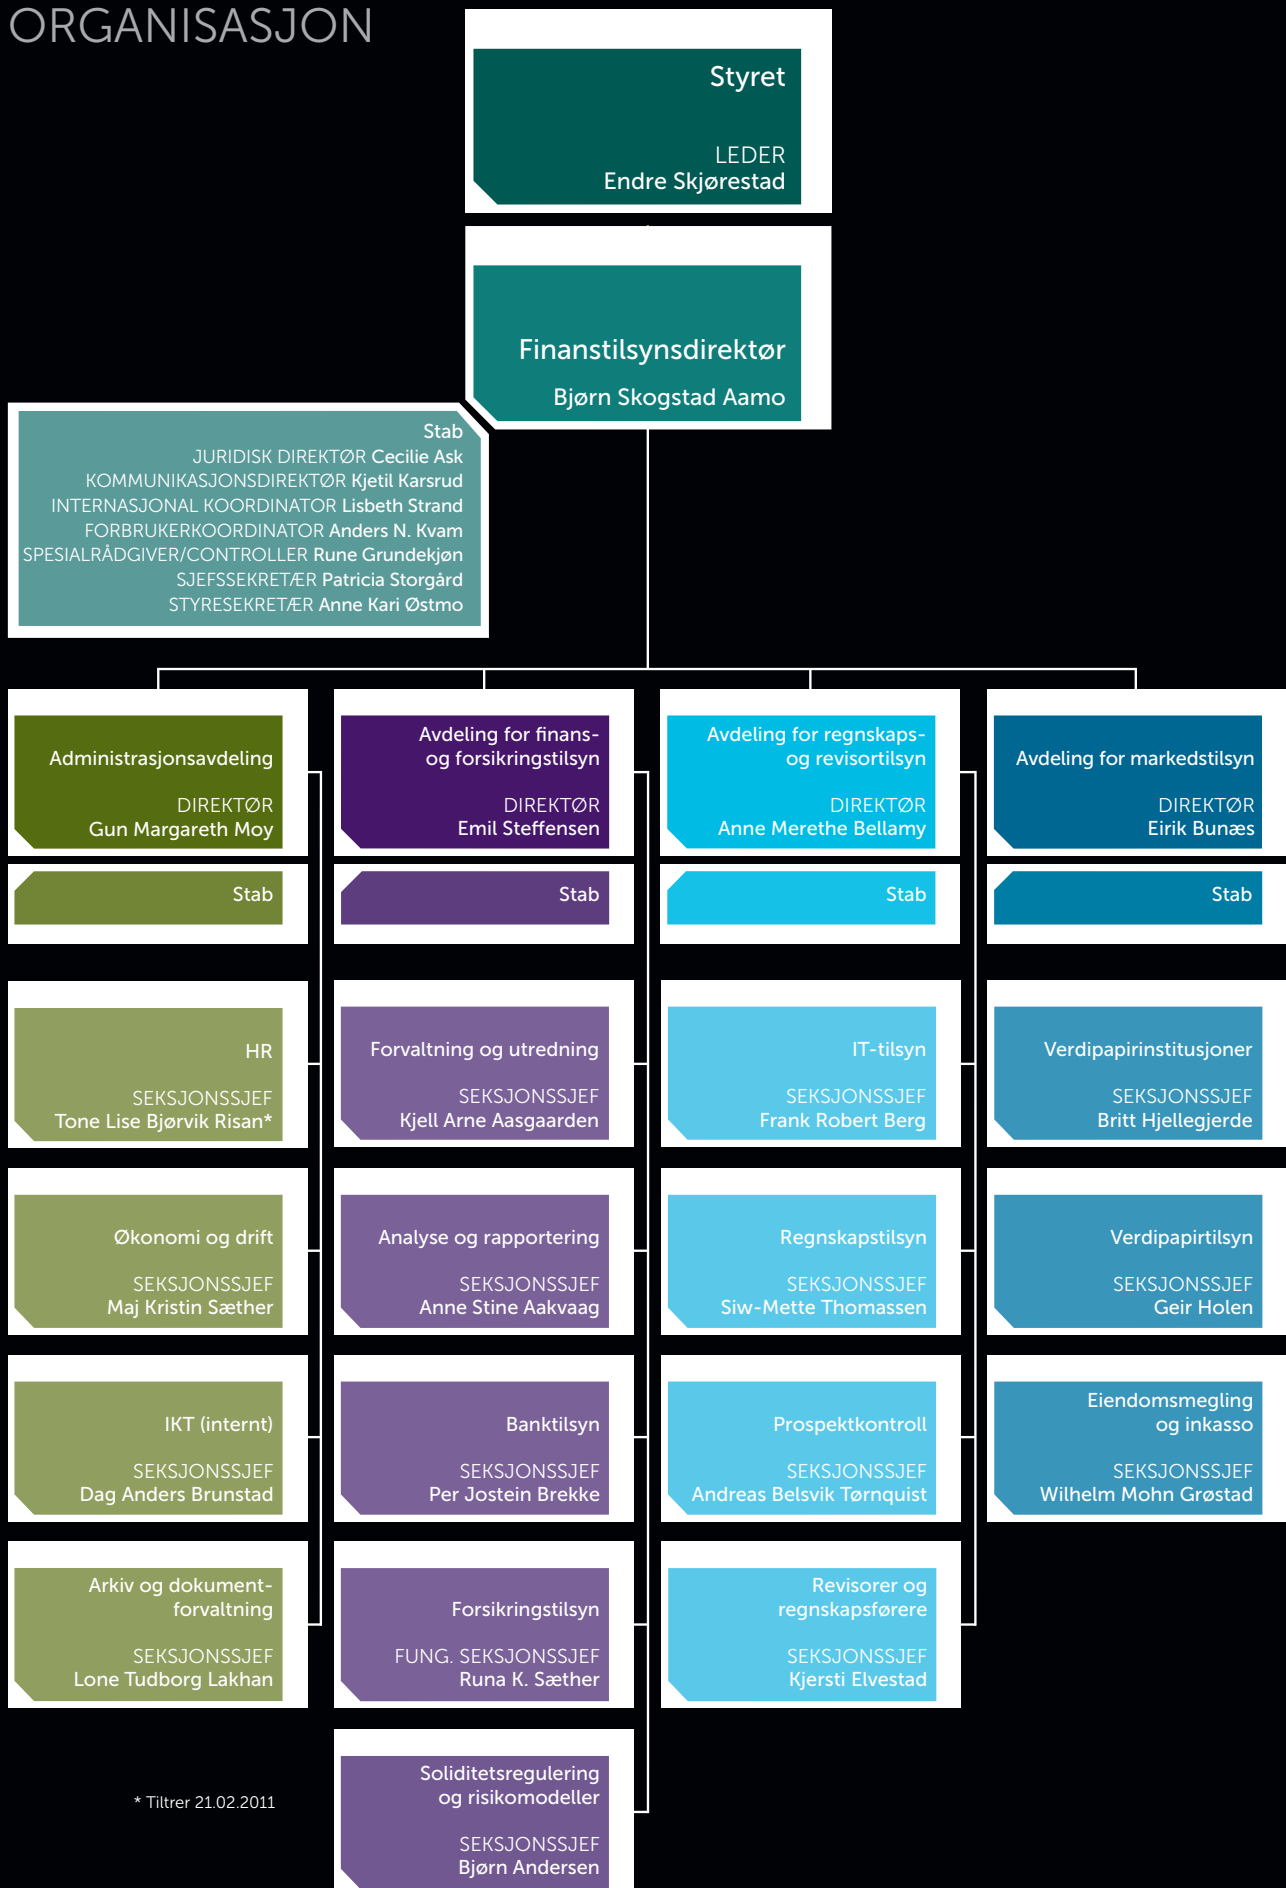 ORGANISASJON
Styret
LEDER
Endre Skjørestad
Finanstilsynsdirektør
Bjørn Skogstad Aamo
Stab
JURIDISK DIREKTØR Cecilie Ask
KOMMUNIKASJONSDIREKTØR Kjetil Karsrud
INTERNASJONAL KOORDINATOR Lisbeth Strand
FORBRUKERKOORDINATOR Anders N. Kvam
SPESIALRÅDGIVER/CONTROLLER Rune Grundekjøn
SJEFSSEKRETÆR Patricia Storgård
STYRESEKRETÆR Anne Kari Østmo
Administrasjonsavdeling
DIREKTØR
Gun Margareth Moy
Stab
HR
SEKSJONSSJEF
Tone Lise Bjørvik Risan*
Økonomi og drift
SEKSJONSSJEF
Maj Kristin Sæther
IKT (internt)
SEKSJONSSJEF
Dag Anders Brunstad
Arkiv og dokument-
forvaltning
SEKSJONSSJEF
Lone Tudborg Lakhan
* Tiltrer 21.02.2011
Avdeling for finans-
og forsikringstilsyn
DIREKTØR
Emil Steffensen
Stab
Forvaltning og utredning
SEKSJONSSJEF
Kjell Arne Aasgaarden
Analyse og rapportering
SEKSJONSSJEF
Anne Stine Aakvaag
Banktilsyn
SEKSJONSSJEF
Per Jostein Brekke
Forsikringstilsyn
FUNG. SEKSJONSSJEF
Runa K. Sæther
Soliditetsregulering
og risikomodeller
SEKSJONSSJEF
Bjørn Andersen
Avdeling for regnskaps-
og revisortilsyn
DIREKTØR
Anne Merethe Bellamy
Stab
IT-tilsyn
SEKSJONSSJEF
Frank Robert Berg
Regnskapstilsyn
SEKSJONSSJEF
Siw-Mette Thomassen
Prospektkontroll
SEKSJONSSJEF
Andreas Belsvik Tørnquist
Revisorer og
regnskapsførere
SEKSJONSSJEF
Kjersti Elvestad
Avdeling for markedstilsyn
DIREKTØR
Eirik Bunæs
Stab
Verdipapirinstitusjoner
SEKSJONSSJEF
Britt Hjellegjerde
Verdipapirtilsyn
SEKSJONSSJEF
Geir Holen
Eiendomsmegling
og inkasso
SEKSJONSSJEF
Wilhelm Mohn Grøstad